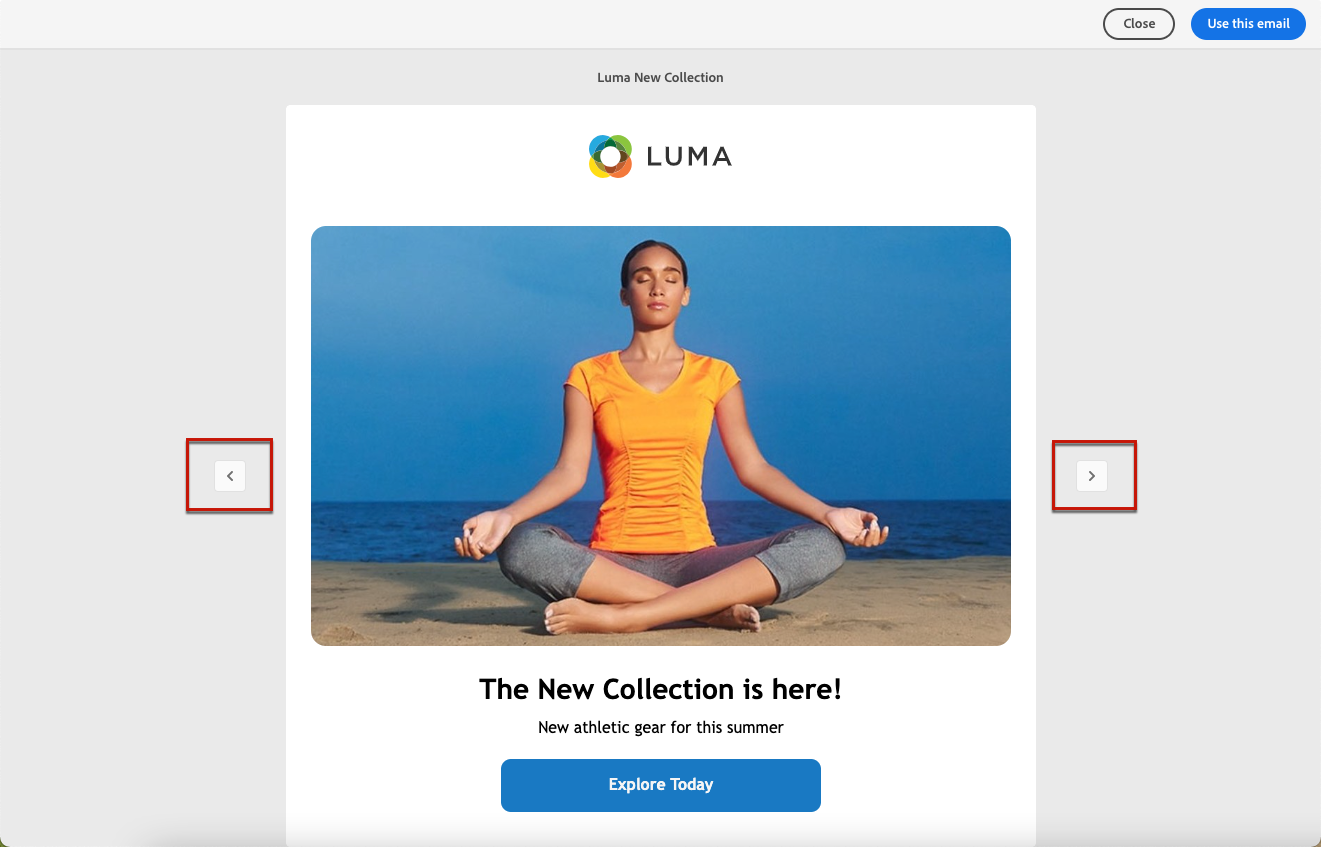 Close
Use this email
Luma New Collection
LUMA
The New Collection is here!
New athletic gear for this summer
Explore Today